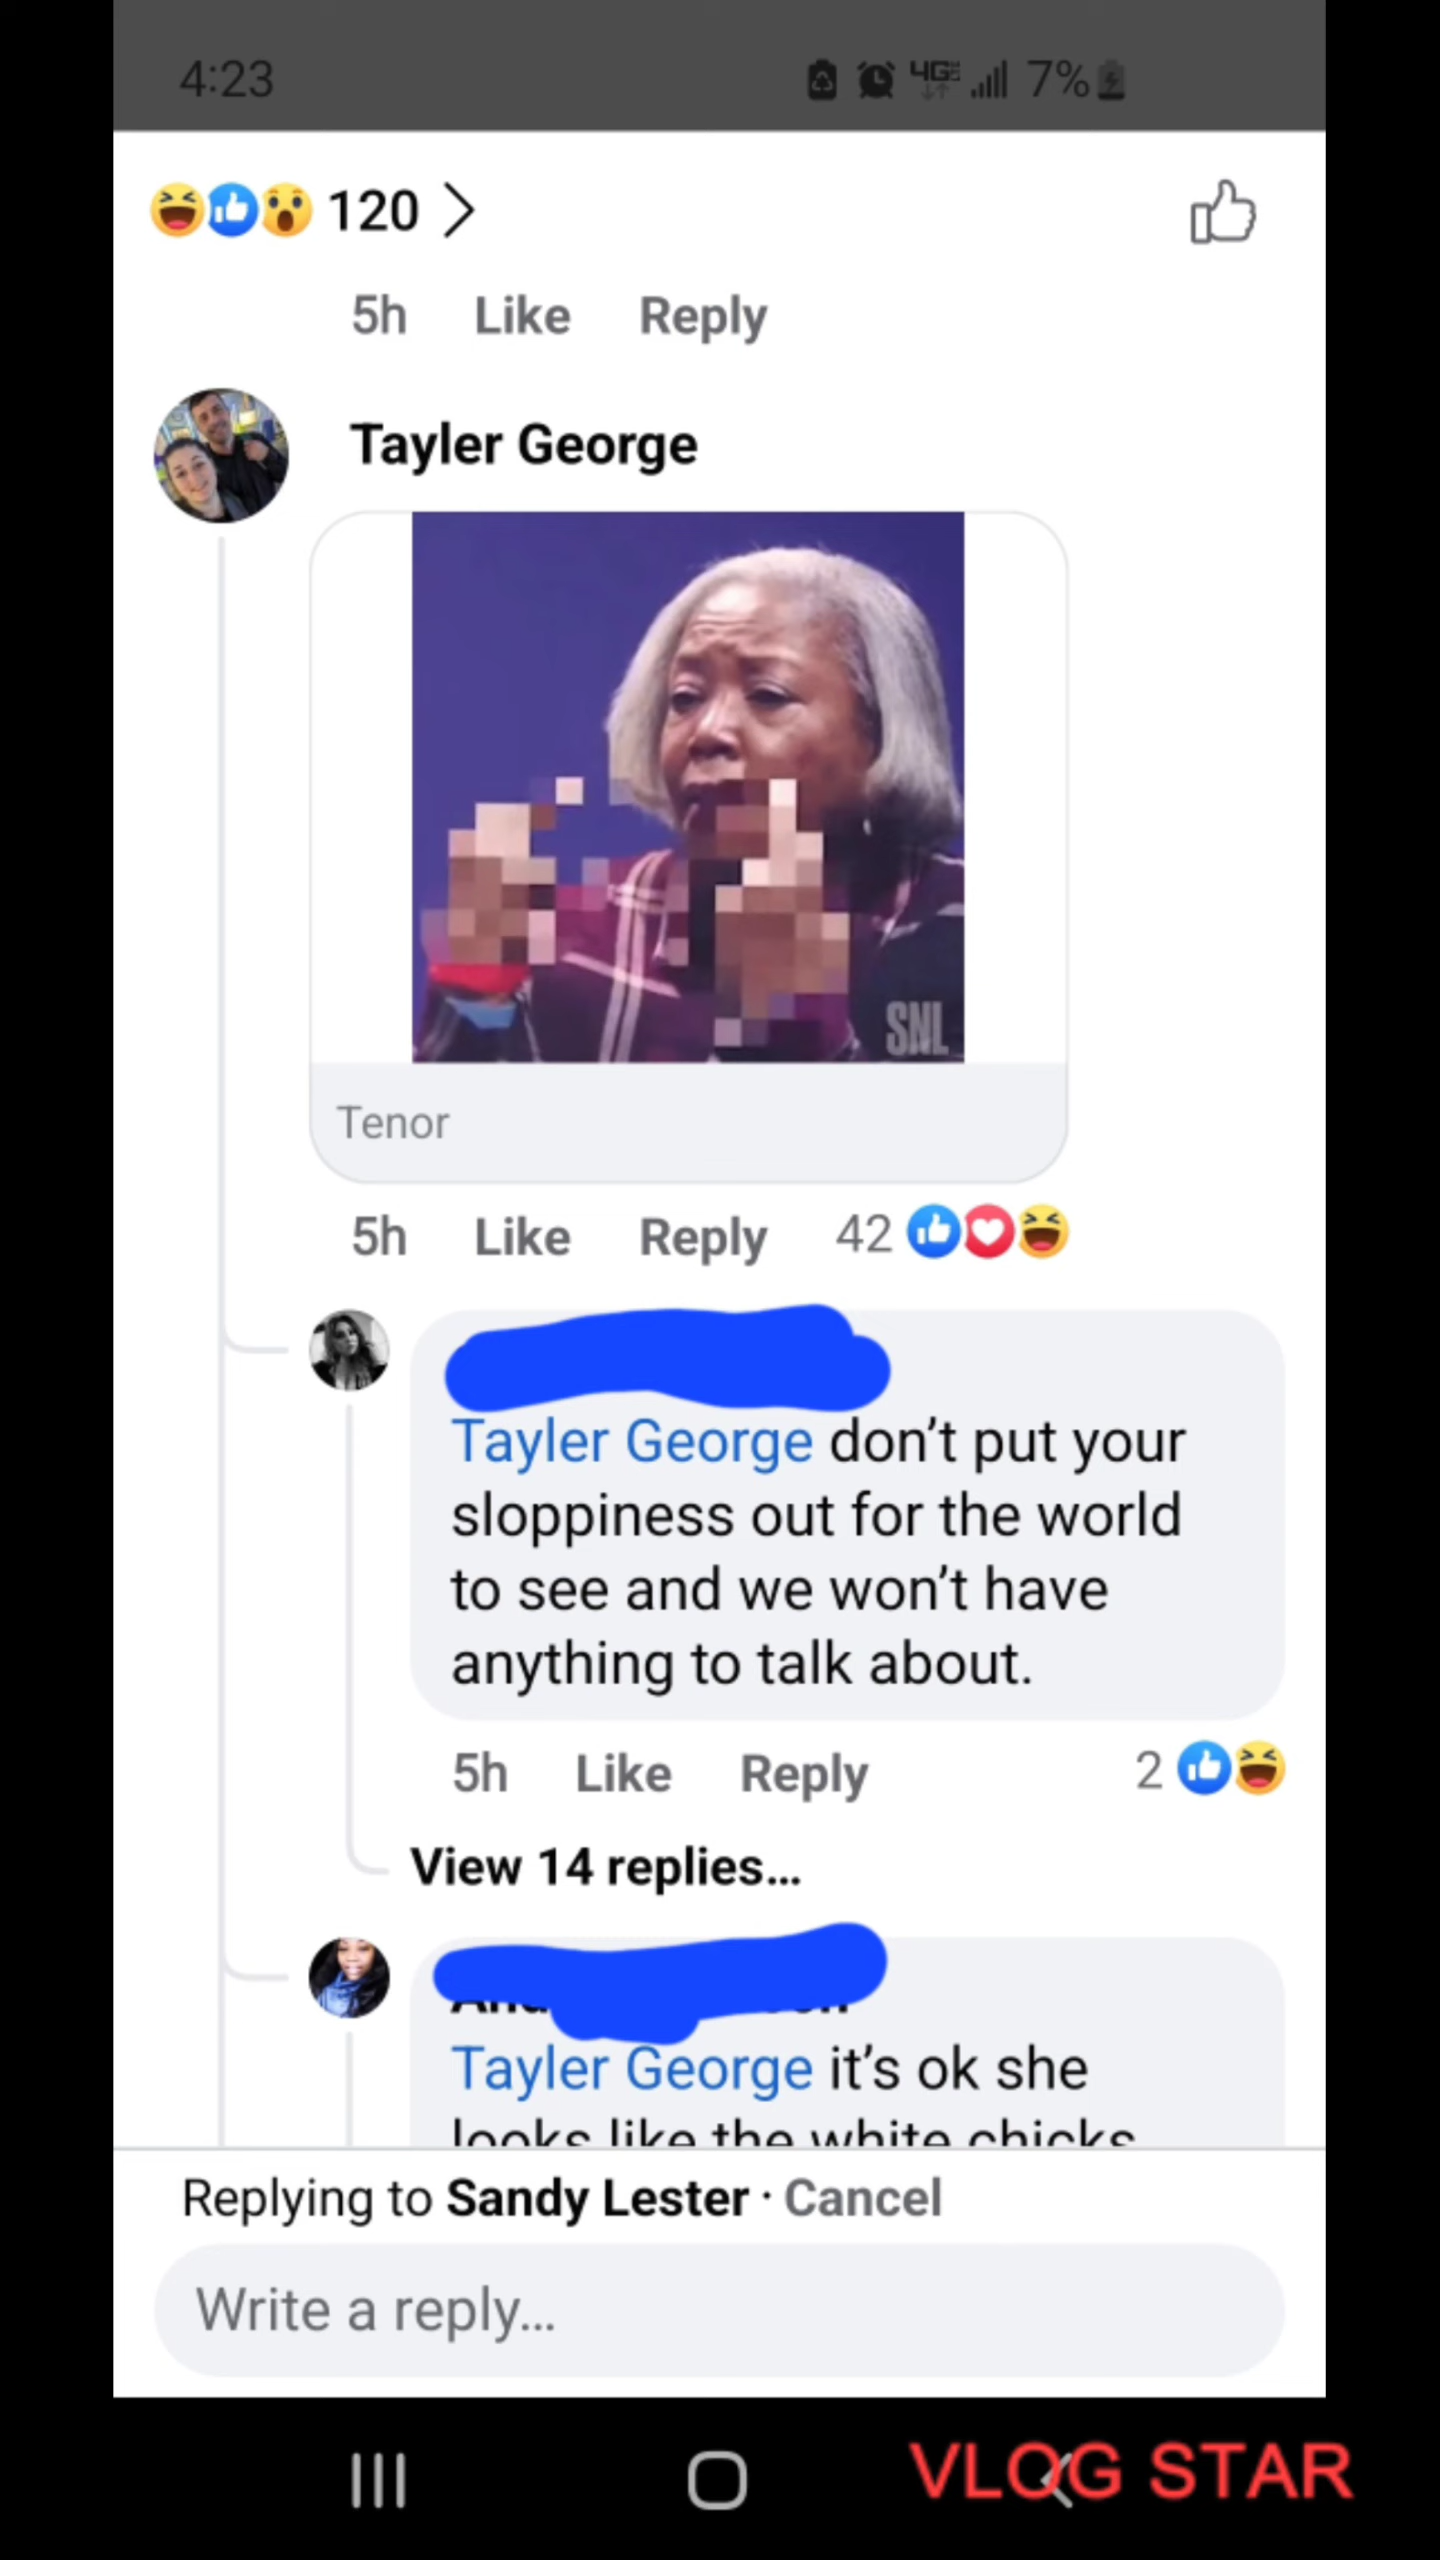 4:23
4G
7%
120
5h Like Reply
Tayler George
SNL
Tenor
5h Like Reply 42
Tayler George don't put your
sloppiness out for the world
to see and we won't have
anything to talk about.
5h Like Reply 2
View 14 replies...
Tayler George it's ok she
looks like the white chicks
Replying to Sandy Lester · Cancel
Write a reply...
VLOG STAR